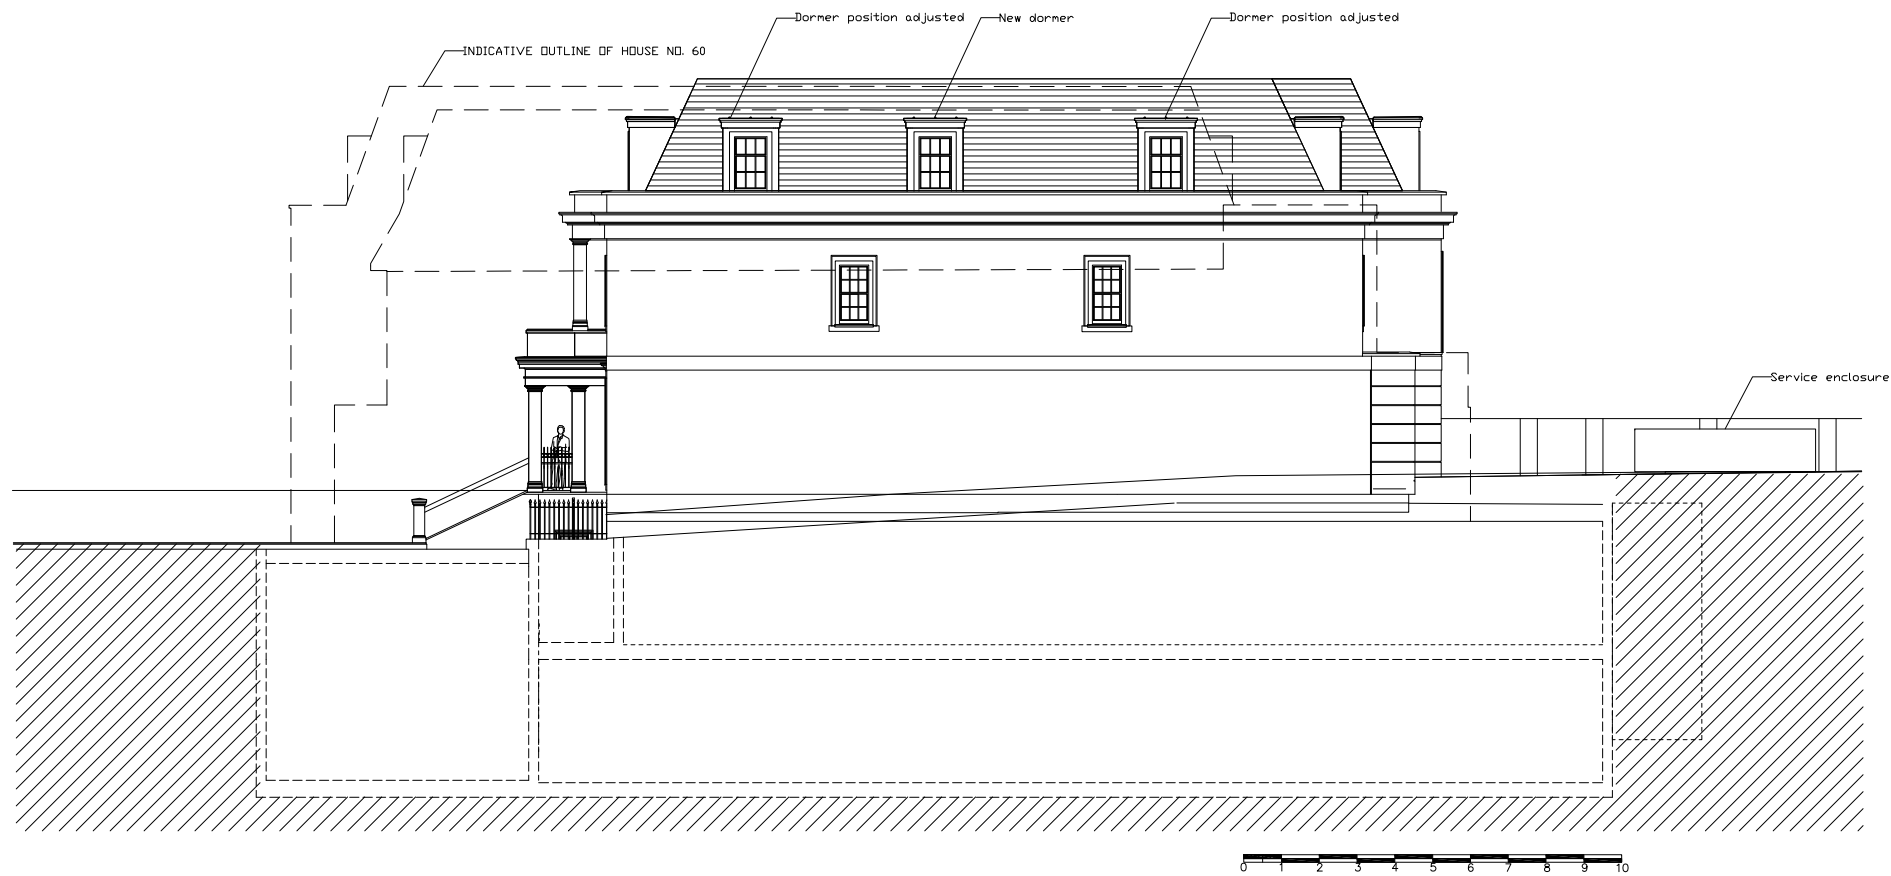 Dormer position adjusted
New dormer
Dormer position adjusted
INDICATIVE OUTLINE OF HOUSE NO. 60
Service enclosure
0 1 2 3 4 5 6 7 8 9 10